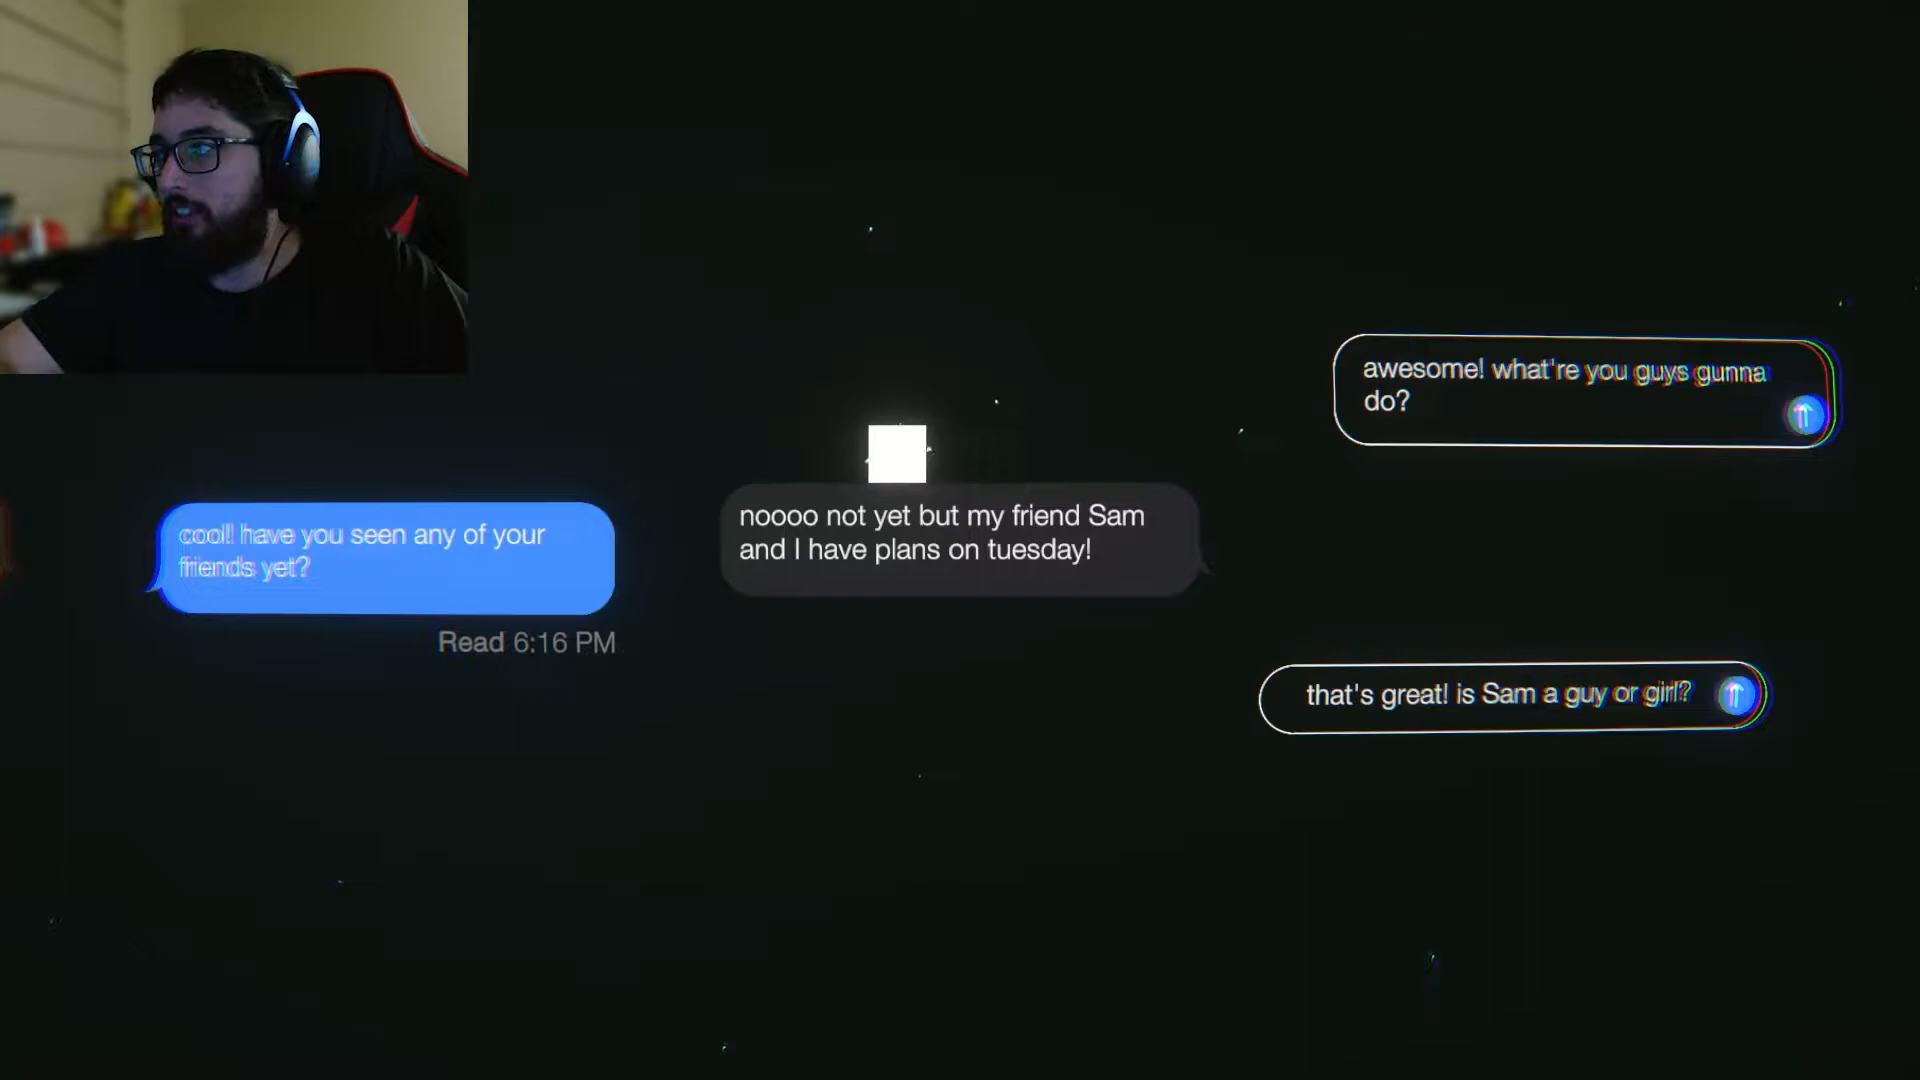 cool! have you seen any of your
friends yet?
Read 6:16 PM
noooo not yet but my friend Sam
and I have plans on tuesday!
awesome! what're you guys gunna
do?
that's great! is Sam a guy or girl?